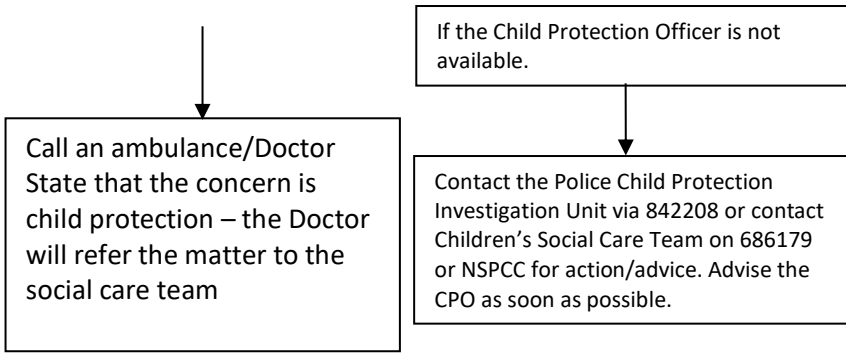 If the Child Protection Officer is not
available.
Call an ambulance/Doctor
State that the concern is
child protection – the Doctor
will refer the matter to the
social care team
Contact the Police Child Protection
Investigation Unit via 842208 or contact
Children’s Social Care Team on 686179
or NSPCC for action/advice. Advise the
CPO as soon as possible.